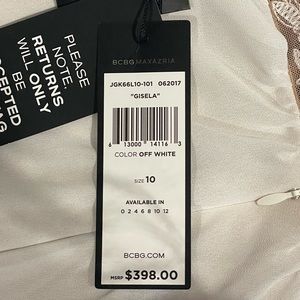 PLEASE
NOTE.
RETURNS
WILL ONLY
BE
ACCEPTED
BCBGMAXAZRIA
JGK66L10-101 062017
"GISELA"
6 13000 14116 3
COLOR OFF WHITE
SIZE 10
AVAILABLE IN
0 2 4 6 8 10 12
BCBG.COM
MSRP $398.00